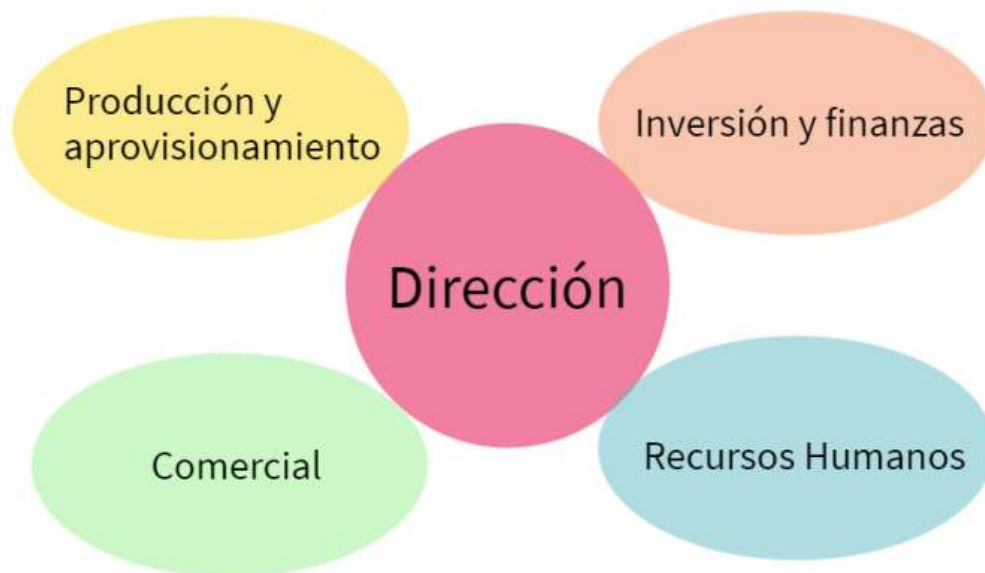 Producción y
aprovisionamiento
Inversión y finanzas
Dirección
Comercial
Recursos Humanos